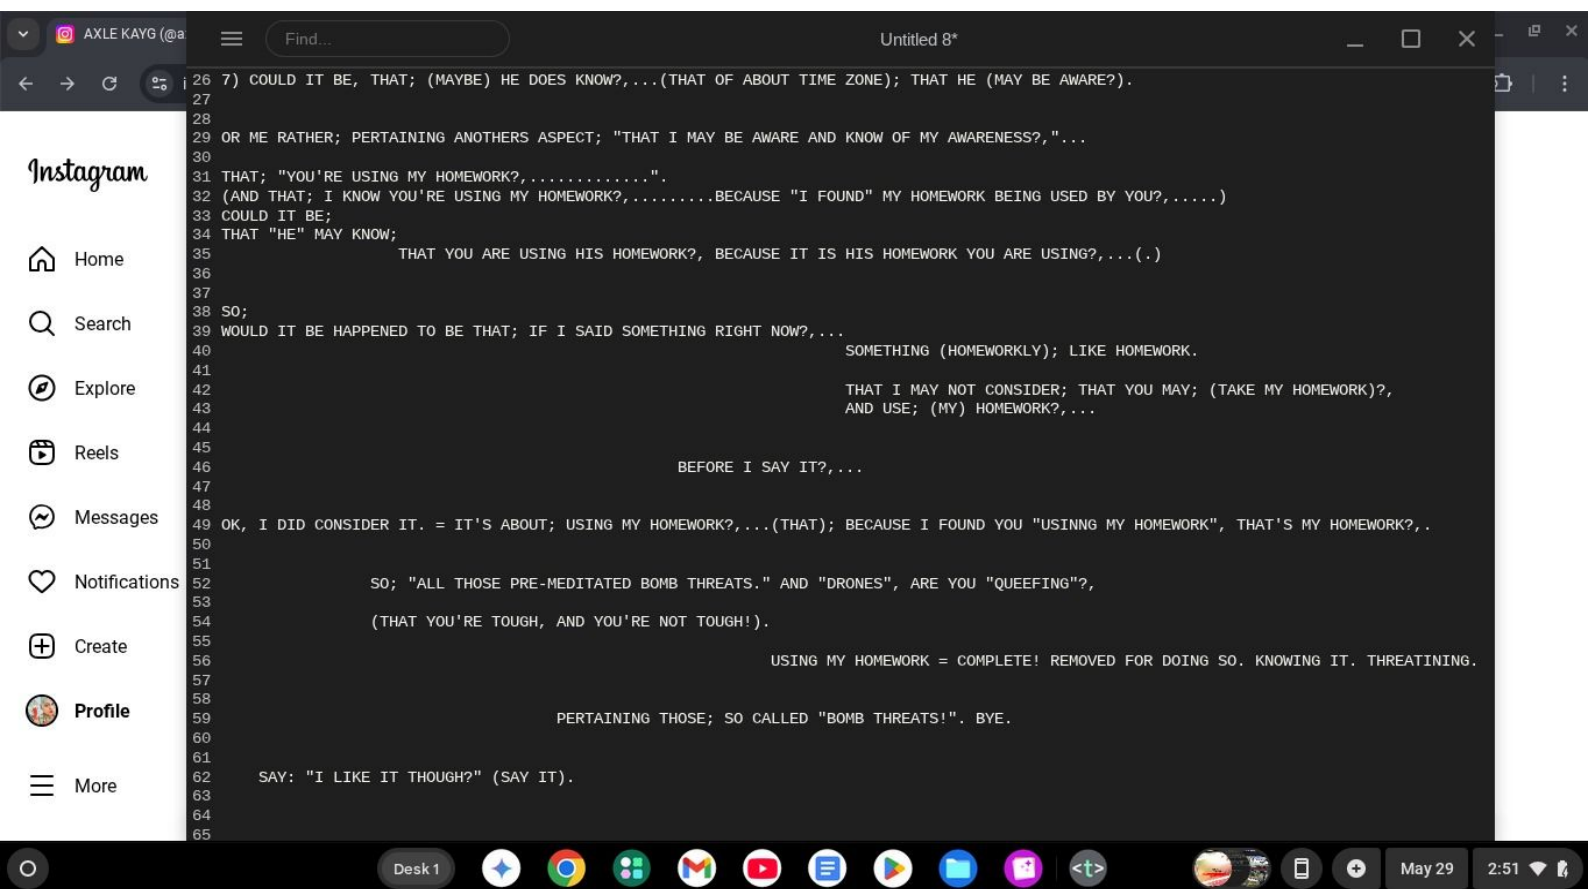 AXLE KAYG (@a
Find...
Untitled 8*
26 7) COULD IT BE, THAT; (MAYBE) HE DOES KNOW?,...(THAT OF ABOUT TIME ZONE); THAT HE (MAY BE AWARE?).
27
28
29 OR ME RATHER; PERTAINING ANOTHERS ASPECT; "THAT I MAY BE AWARE AND KNOW OF MY AWARENESS?,"...
30
31 THAT; "YOU'RE USING MY HOMEWORK?,.............".
32 (AND THAT; I KNOW YOU'RE USING MY HOMEWORK?,.........BECAUSE "I FOUND" MY HOMEWORK BEING USED BY YOU?,.....)
33 COULD IT BE;
34 THAT "HE" MAY KNOW;
35 THAT YOU ARE USING HIS HOMEWORK?, BECAUSE IT IS HIS HOMEWORK YOU ARE USING?,...(.)
36
37
38 SO;
39 WOULD IT BE HAPPENED TO BE THAT; IF I SAID SOMETHING RIGHT NOW?,...
40 SOMETHING (HOMEWORKLY); LIKE HOMEWORK.
41
42 THAT I MAY NOT CONSIDER; THAT YOU MAY; (TAKE MY HOMEWORK)?,
43 AND USE; (MY) HOMEWORK?,...
44
45
46 BEFORE I SAY IT?,...
47
48
49 OK, I DID CONSIDER IT. = IT'S ABOUT; USING MY HOMEWORK?,...(THAT); BECAUSE I FOUND YOU "USINNG MY HOMEWORK", THAT'S MY HOMEWORK?,.
50
51
52 SO; "ALL THOSE PRE-MEDITATED BOMB THREATS." AND "DRONES", ARE YOU "QUEEFING"?,
53
54 (THAT YOU'RE TOUGH, AND YOU'RE NOT TOUGH!).
55
56 USING MY HOMEWORK = COMPLETE! REMOVED FOR DOING SO. KNOWING IT. THREATINING.
57
58
59 PERTAINING THOSE; SO CALLED "BOMB THREATS!". BYE.
60
61
62 SAY: "I LIKE IT THOUGH?" (SAY IT).
63
64
65
Instagram
Home
Search
Explore
Reels
Messages
Notifications
Create
Profile
More
Desk 1
<t>
May 29
2:51